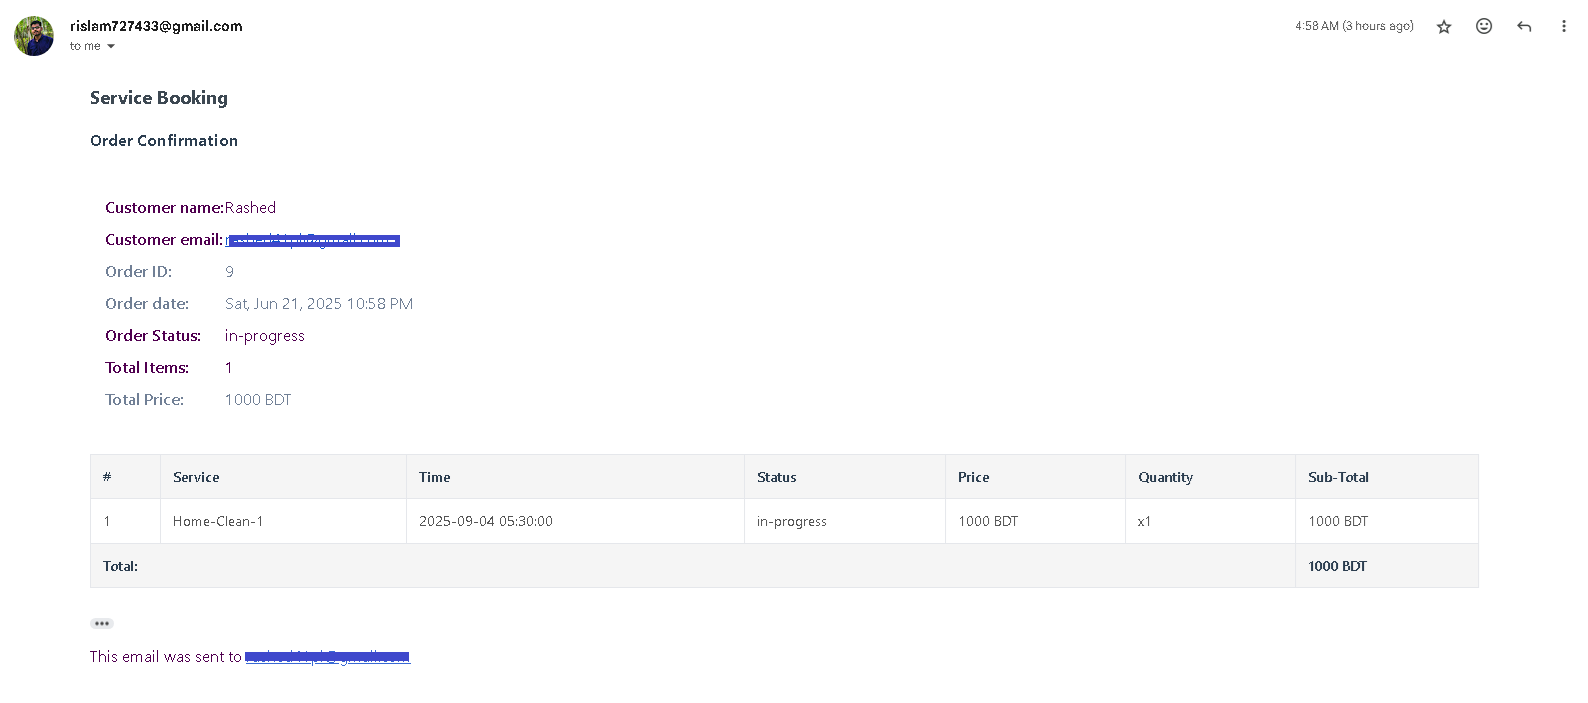 rislam727433@gmail.com
4:58 AM (3 hours ago)
to me
Service Booking
Order Confirmation
Customer name:Rashed
Customer email:
Order ID: 9
Order date: Sat, Jun 21, 2025 10:58 PM
Order Status: in-progress
Total Items: 1
Total Price: 1000 BDT
# Service Time Status Price Quantity Sub-Total
1 Home-Clean-1 2025-09-04 05:30:00 in-progress 1000 BDT x1 1000 BDT
Total: 1000 BDT
This email was sent to